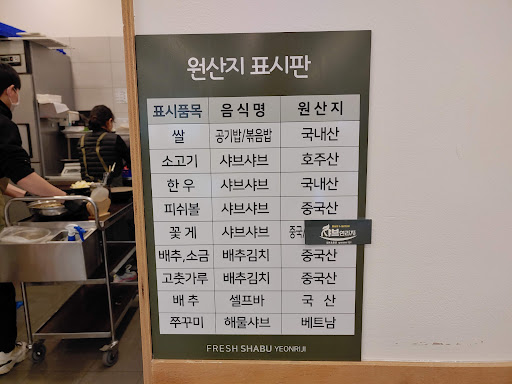 원산지 표시판
표시품목 음식명 원산지
쌀 공기밥/볶음밥 국내산
소고기 샤브샤브 호주산
한우 샤브샤브 국내산
피쉬볼 샤브샤브 중국산
꽃게 샤브샤브 중국
배추,소금 배추김치 중국산
고춧가루 배추김치 중국산
배추 셀프바 국산
쭈꾸미 해물샤브 베트남
FRESH SHABU YEONRIJI